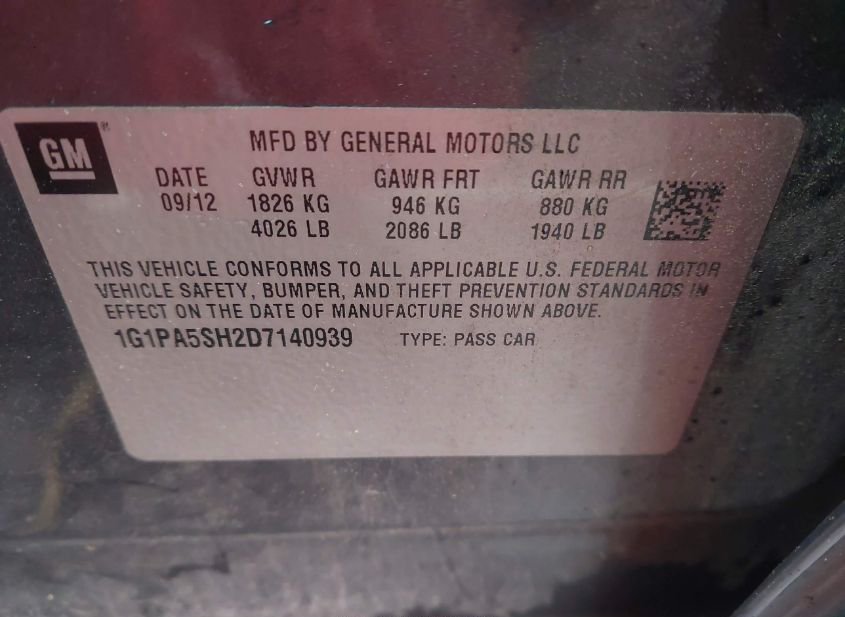 GM ®
MFD BY GENERAL MOTORS LLC
DATE GVWR GAWR FRT GAWR RR
09/12 1826 KG 946 KG 880 KG
4026 LB 2086 LB 1940 LB
THIS VEHICLE CONFORMS TO ALL APPLICABLE U.S. FEDERAL MOTOR
VEHICLE SAFETY, BUMPER, AND THEFT PREVENTION STANDARDS IN
EFFECT ON THE DATE OF MANUFACTURE SHOWN ABOVE.
1G1PA5SH2D7140939 TYPE: PASS CAR